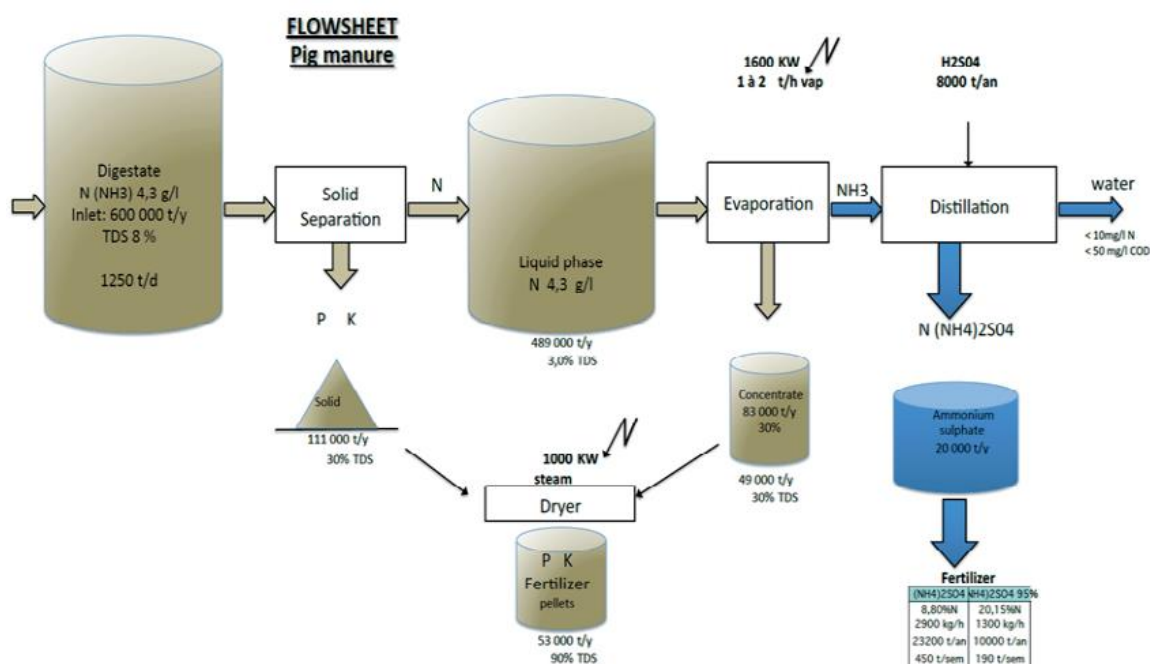 FLOWSHEET
Pig manure
1600 KW
1 à 2 t/h vap
H2S04
8000 t/an
Digestate
N (NH3) 4,3 g/l
Inlet: 600 000 t/y
TDS 8 %
1250 t/d
Solid
Separation
N
Liquid phase
N 4,3 g/l
489 000 t/y
3,0% TDS
Evaporation
NH3
Distillation
water
< 10mg/l N
< 50 mg/l COD
P K
Solid
111 000 t/y
30% TDS
Concentrate
83 000 t/y
30%
49 000 t/y
30% TDS
N (NH4)2S04
Ammonium
sulphate
20 000 t/y
1000 KW
steam
Dryer
P K
Fertilizer
pellets
53 000 t/y
90% TDS
Fertilizer
(NH4)2SO4 NH4)2SO4 95%
8,80%N 20,15%N
2900 kg/h 1300 kg/h
23200 t/an 10000 t/an
450 t/sem 190 t/sem